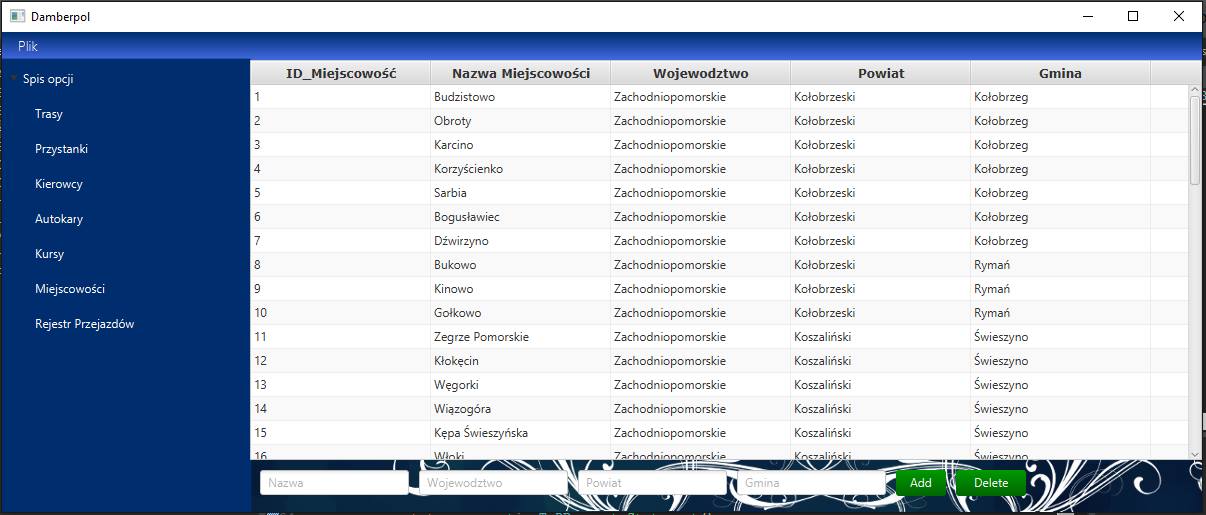 Damberpol
Plik
Spis opcji
Trasy
Przystanki
Kierowcy
Autokary
Kursy
Miejscowości
Rejestr Przejazdów
ID_Miejscowość Nazwa Miejscowości Wojewodztwo Powiat Gmina
1 Budzistowo Zachodniopomorskie Kołobrzeski Kołobrzeg
2 Obroty Zachodniopomorskie Kołobrzeski Kołobrzeg
3 Karcino Zachodniopomorskie Kołobrzeski Kołobrzeg
4 Korzyścienko Zachodniopomorskie Kołobrzeski Kołobrzeg
5 Sarbia Zachodniopomorskie Kołobrzeski Kołobrzeg
6 Bogusławiec Zachodniopomorskie Kołobrzeski Kołobrzeg
7 Dźwirzyno Zachodniopomorskie Kołobrzeski Kołobrzeg
8 Bukowo Zachodniopomorskie Kołobrzeski Rymań
9 Kinowo Zachodniopomorskie Kołobrzeski Rymań
10 Gołkowo Zachodniopomorskie Kołobrzeski Rymań
11 Zegrze Pomorskie Zachodniopomorskie Koszaliński Świeszyno
12 Kłokęcin Zachodniopomorskie Koszaliński Świeszyno
13 Węgorki Zachodniopomorskie Koszaliński Świeszyno
14 Wiązogóra Zachodniopomorskie Koszaliński Świeszyno
15 Kępa Świeszyńska Zachodniopomorskie Koszaliński Świeszyno
16 Włoki Zachodniopomorskie Koszaliński Świeszyno
Nazwa Wojewodztwo Powiat Gmina Add Delete